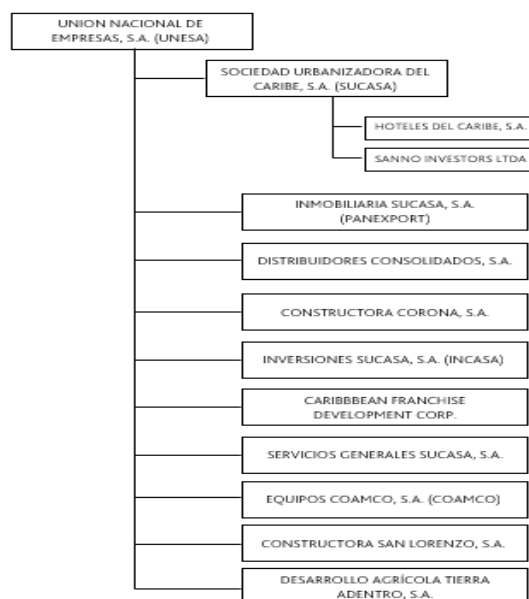 UNION NACIONAL DE
EMPRESAS, S.A. (UNESA)
SOCIEDAD URBANIZADORA DEL
CARIBE, S.A. (SUCASA)
HOTELES DEL CARIBE, S.A.
SANNO INVESTORS LTDA
INMOBILIARIA SUCASA, S.A.
(PANEXPORT)
DISTRIBUIDORES CONSOLIDADOS, S.A.
CONSTRUCTORA CORONA, S.A.
INVERSIONES SUCASA, S.A. (INCASA)
CARIBBBEAN FRANCHISE
DEVELOPMENT CORP.
SERVICIOS GENERALES SUCASA, S.A.
EQUIPOS COAMCO, S.A. (COAMCO)
CONSTRUCTORA SAN LORENZO, S.A.
DESARROLLO AGRÍCOLA TIERRA
ADENTRO, S.A.